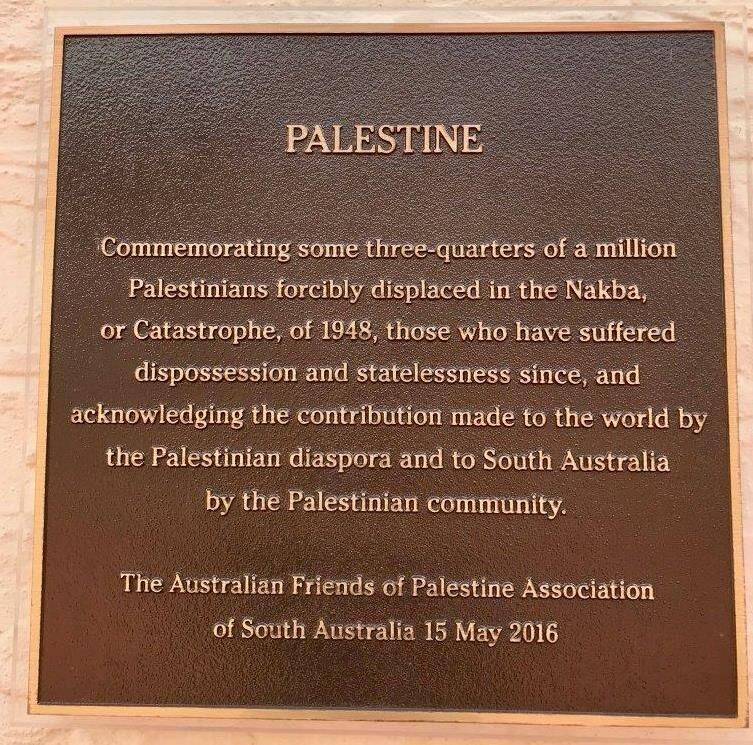 PALESTINE
Commemorating some three-quarters of a million
Palestinians forcibly displaced in the Nakba,
or Catastrophe, of 1948, those who have suffered
dispossession and statelessness since, and
acknowledging the contribution made to the world by
the Palestinian diaspora and to South Australia
by the Palestinian community.
The Australian Friends of Palestine Association
of South Australia 15 May 2016